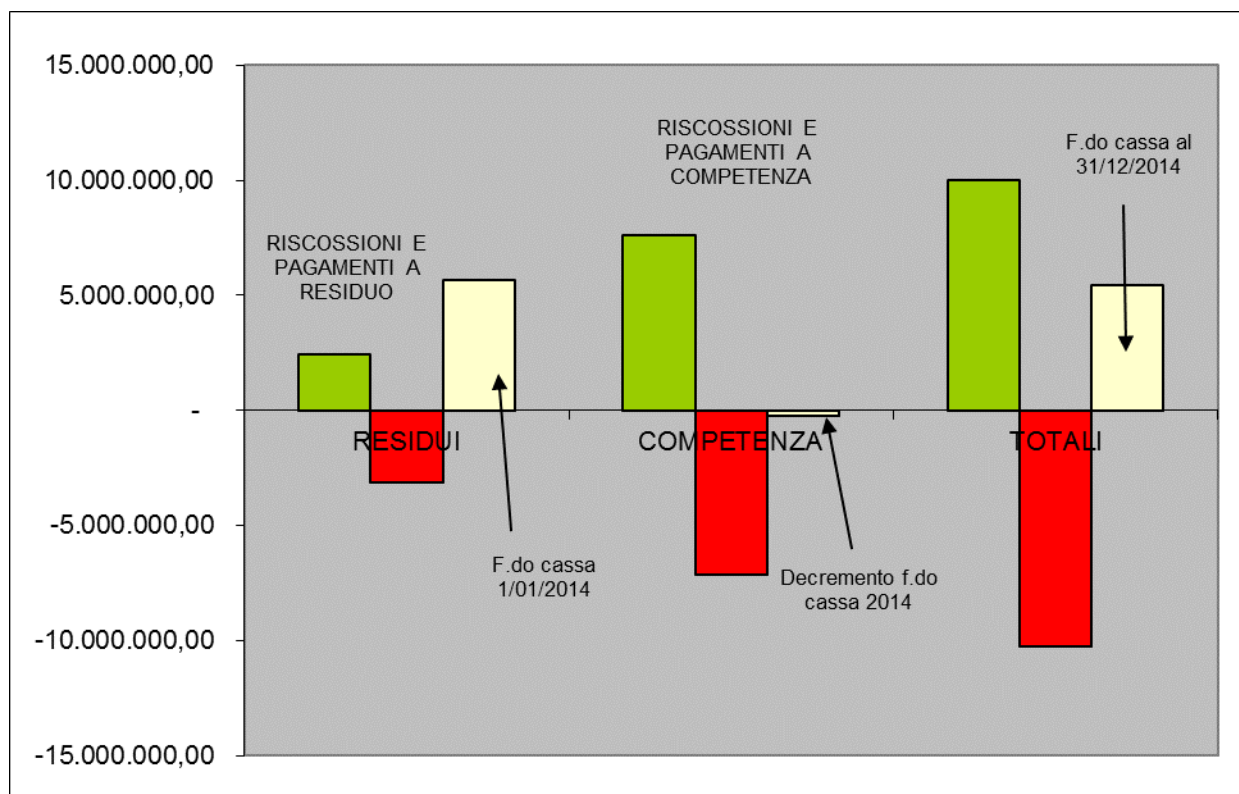 15.000.000,00
10.000.000,00
5.000.000,00
-
-5.000.000,00
-10.000.000,00
-15.000.000,00
RISCOSSIONI E
PAGAMENTI A
RESIDUO
RISCOSSIONI E
PAGAMENTI A
COMPETENZA
F.do cassa al
31/12/2014
RESIDUI
COMPETENZA
TOTALI
F.do cassa
1/01/2014
Decremento f.do
cassa 2014